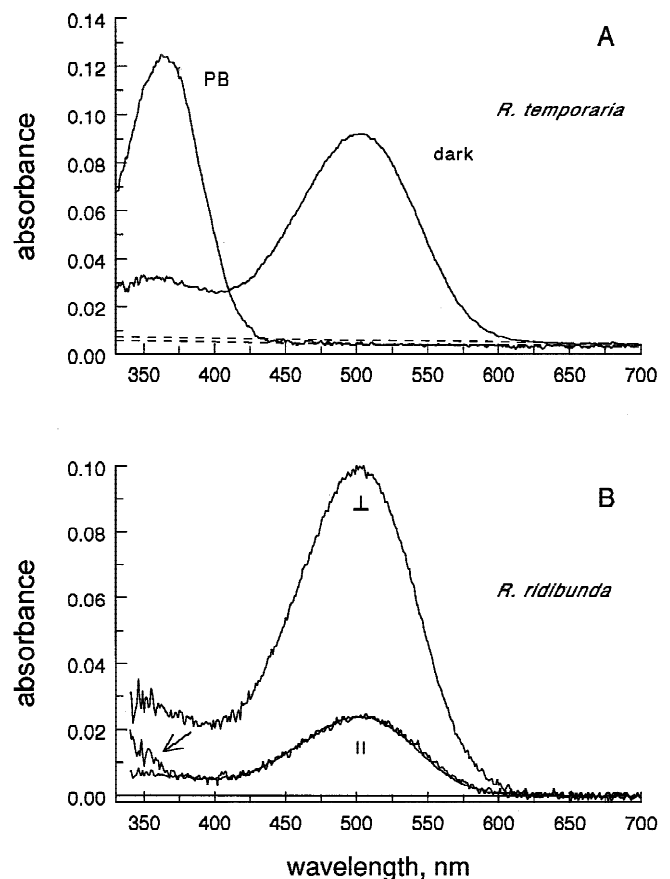 A
0.14
0.12
0.10
0.08
0.06
0.04
0.02
0.00
absorbance
PB
R. temporaria
dark
350 400 450 500 550 600 650 700
B
0.10
0.08
0.06
0.04
0.02
0.00
absorbance
⊥
R. ridibunda
||
350 400 450 500 550 600 650 700
wavelength, nm